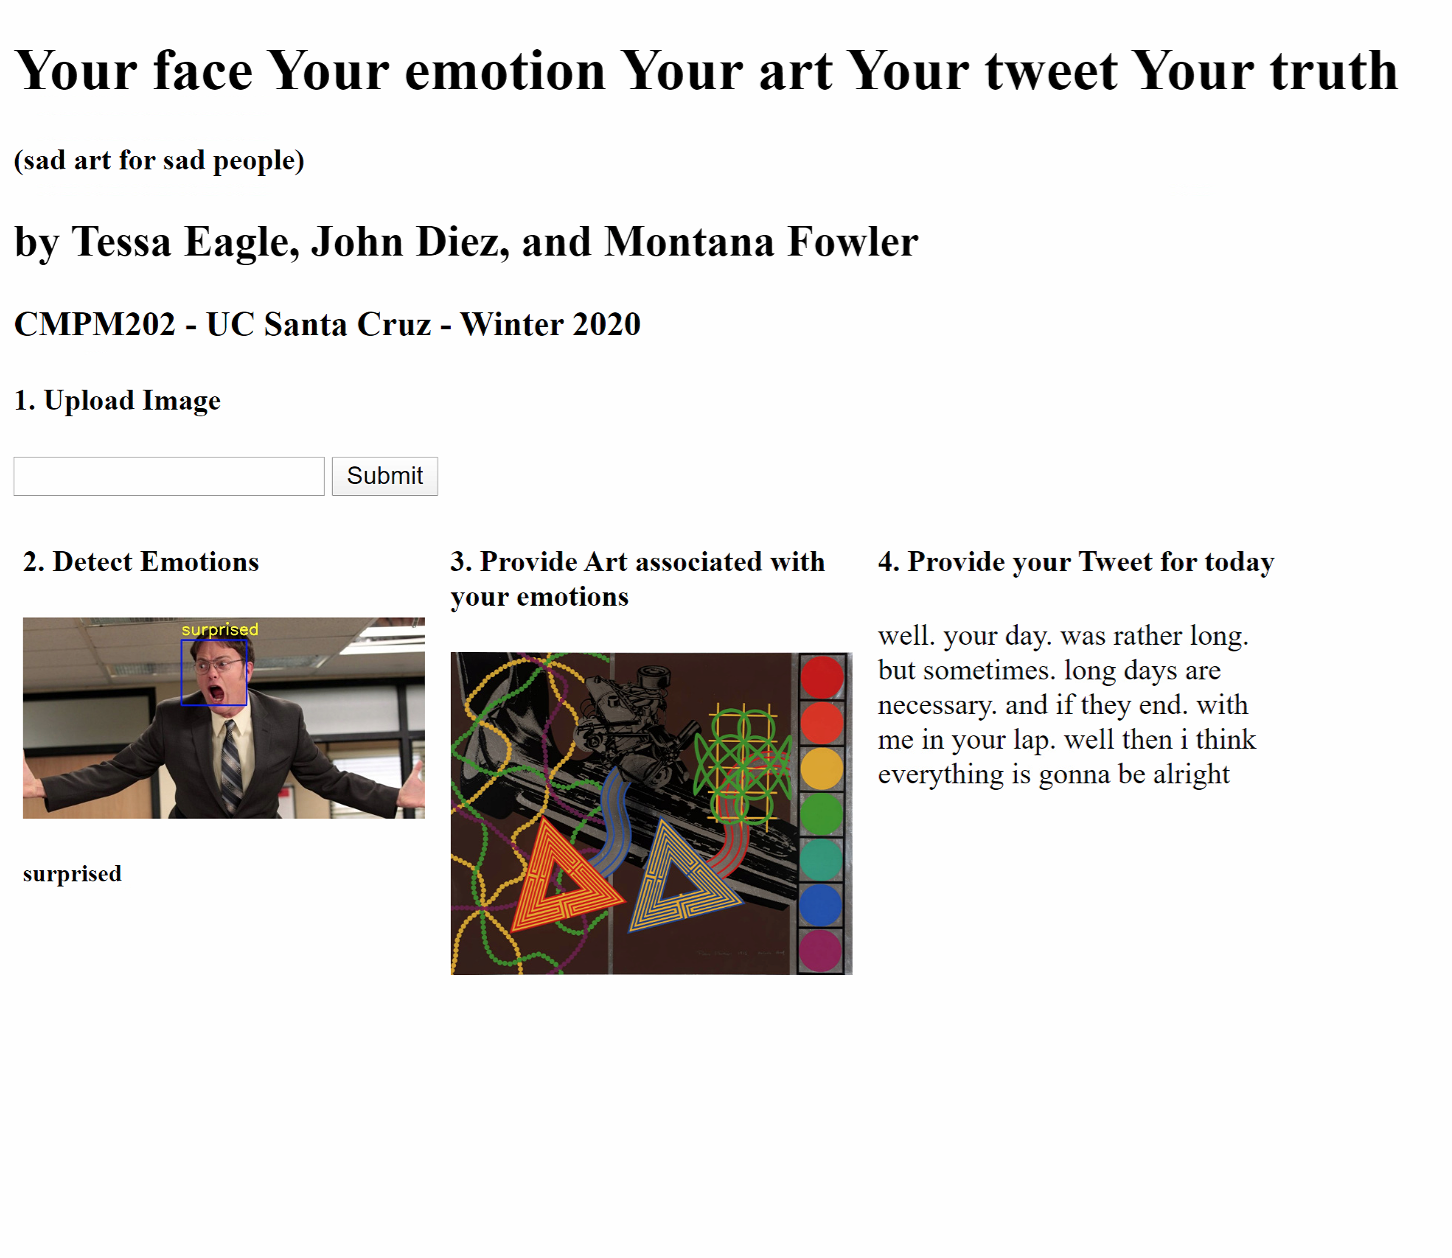 Your face Your emotion Your art Your tweet Your truth
(sad art for sad people)
by Tessa Eagle, John Diez, and Montana Fowler
CMPM202 - UC Santa Cruz - Winter 2020
1. Upload Image
Submit
2. Detect Emotions
surprised
surprised
3. Provide Art associated with
your emotions
4. Provide your Tweet for today
well. your day. was rather long.
but sometimes. long days are
necessary. and if they end. with
me in your lap. well then i think
everything is gonna be alright